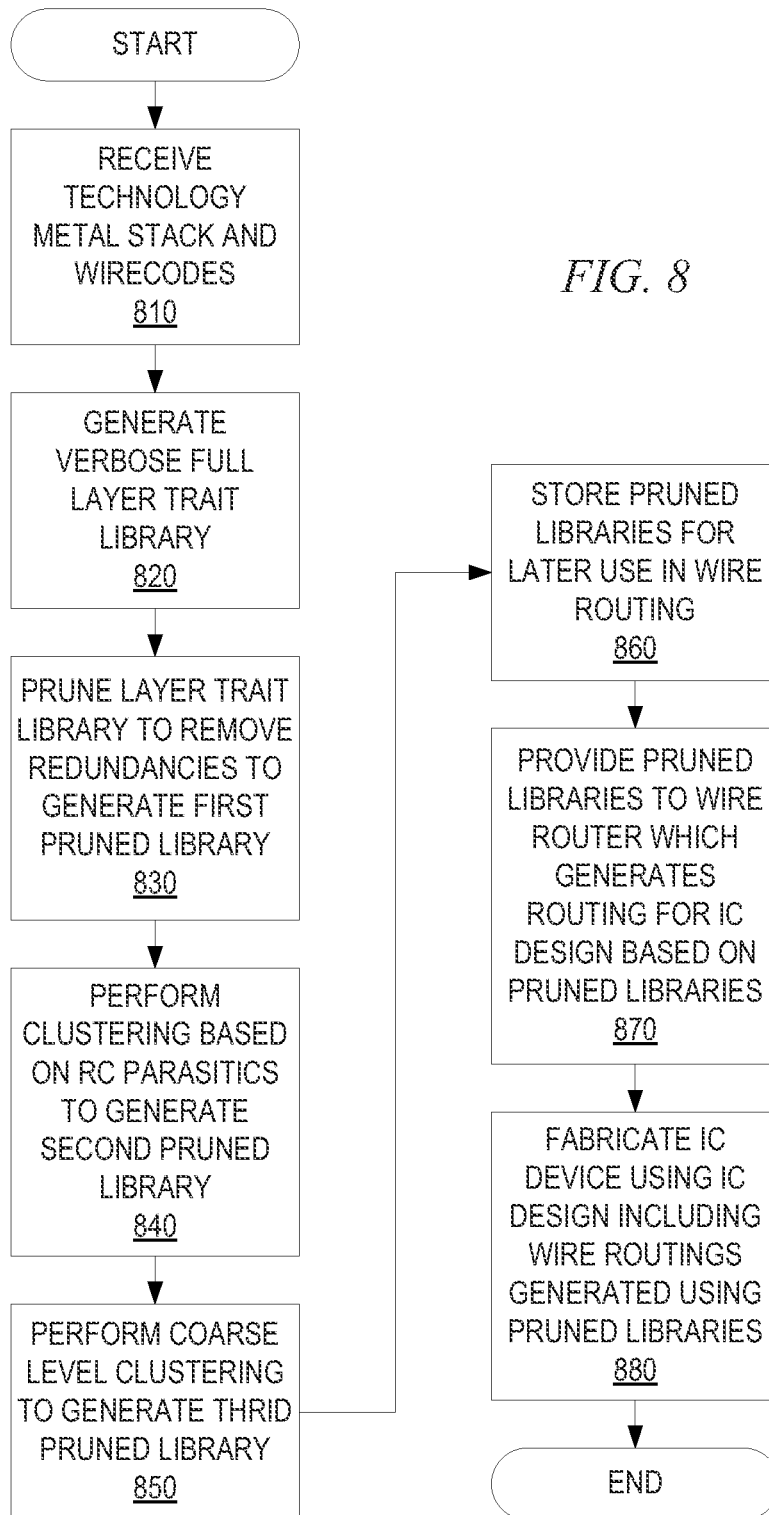 START
RECEIVE
TECHNOLOGY
METAL STACK AND
WIRECODES
810
FIG. 8
GENERATE
VERBOSE FULL
LAYER TRAIT
LIBRARY
820
PRUNE LAYER TRAIT
LIBRARY TO REMOVE
REDUNDANCIES TO
GENERATE FIRST
PRUNED LIBRARY
830
PERFORM
CLUSTERING BASED
ON RC PARASITICS
TO GENERATE
SECOND PRUNED
LIBRARY
840
PERFORM COARSE
LEVEL CLUSTERING
TO GENERATE THRID
PRUNED LIBRARY
850
STORE PRUNED
LIBRARIES FOR
LATER USE IN WIRE
ROUTING
860
PROVIDE PRUNED
LIBRARIES TO WIRE
ROUTER WHICH
GENERATES
ROUTING FOR IC
DESIGN BASED ON
PRUNED LIBRARIES
870
FABRICATE IC
DEVICE USING IC
DESIGN INCLUDING
WIRE ROUTINGS
GENERATED USING
PRUNED LIBRARIES
880
END